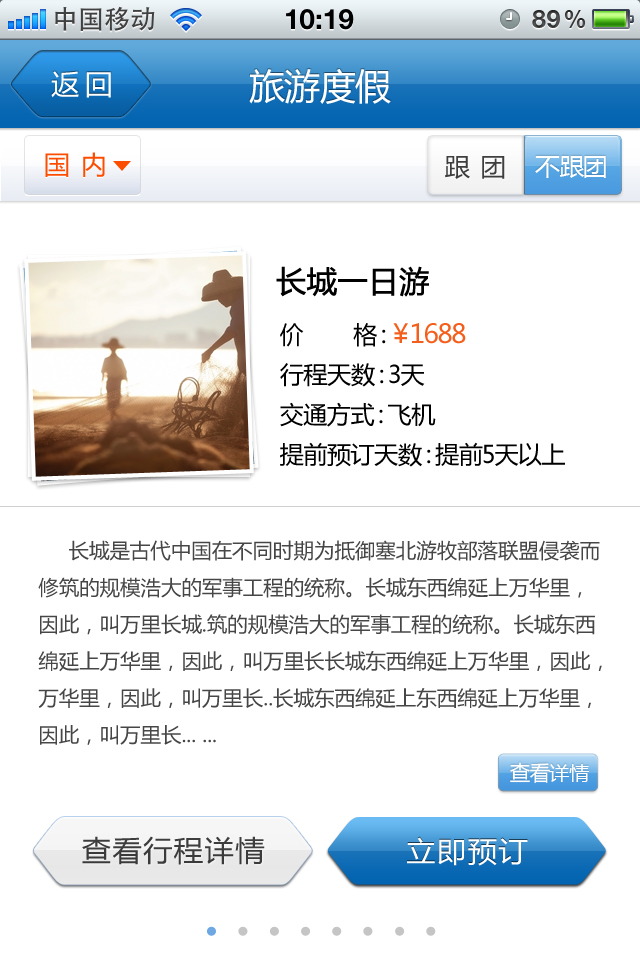 中国移动 10:19 89%
返回 旅游度假
国内 跟团 不跟团
长城一日游
价 格:¥1688
行程天数:3天
交通方式:飞机
提前预订天数:提前5天以上
长城是古代中国在不同时期为抵御塞北游牧部落联盟侵袭而
修筑的规模浩大的军事工程的统称。长城东西绵延上万华里，
因此，叫万里长城.筑的规模浩大的军事工程的统称。长城东西
绵延上万华里，因此，叫万里长长城东西绵延上万华里，因此，
万华里，因此，叫万里长..长城东西绵延上东西绵延上万华里，
因此，叫万里长... ...
查看详情
查看行程详情 立即预订